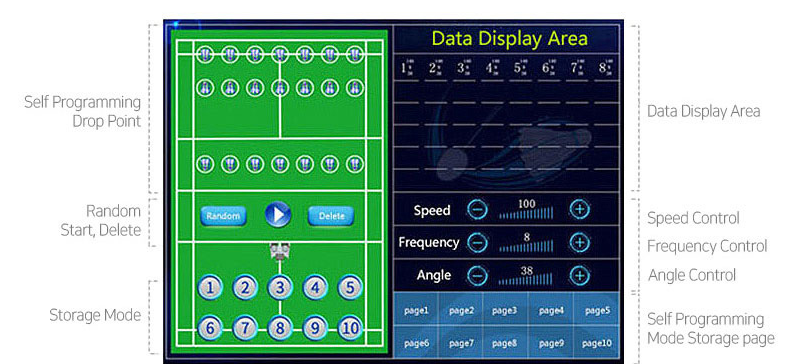 Self Programming
Drop Point
Random
Start, Delete
Storage Mode
Random
Delete
1 2 3 4 5
6 7 8 9 10
Data Display Area
1 2 3 4 5 6 7 8
Speed 100
Frequency 8
Angle 38
page1 page2 page3 page4 page5
page6 page7 page8 page9 page10
Data Display Area
Speed Control
Frequency Control
Angle Control
Self Programming
Mode Storage page